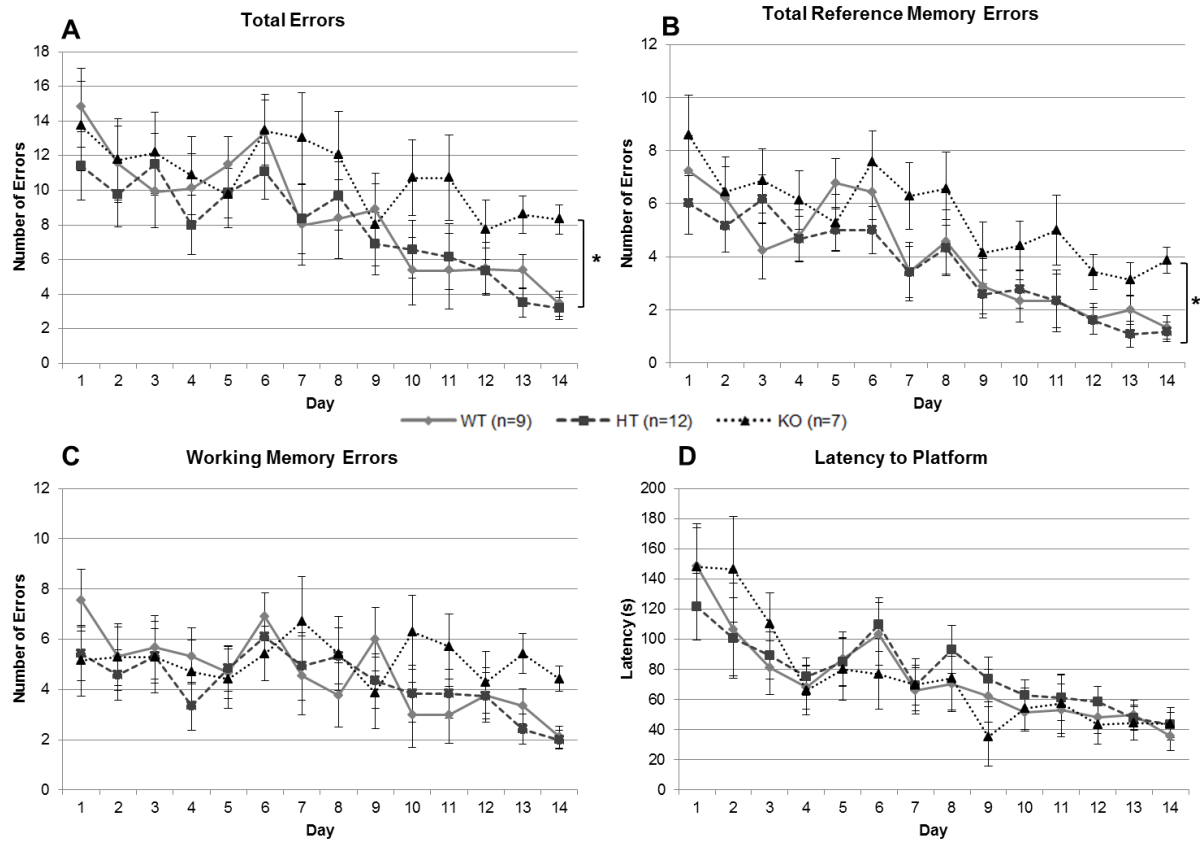 A
Total Errors
Number of Errors
18
16
14
12
10
8
6
4
2
0
*
1 2 3 4 5 6 7 8 9 10 11 12 13 14
Day
B
Total Reference Memory Errors
Number of Errors
12
10
8
6
4
2
0
*
1 2 3 4 5 6 7 8 9 10 11 12 13 14
Day
WT (n=9) HT (n=12) KO (n=7)
C
Working Memory Errors
Number of Errors
12
10
8
6
4
2
0
1 2 3 4 5 6 7 8 9 10 11 12 13 14
Day
D
Latency to Platform
Latency (s)
200
180
160
140
120
100
80
60
40
20
0
1 2 3 4 5 6 7 8 9 10 11 12 13 14
Day